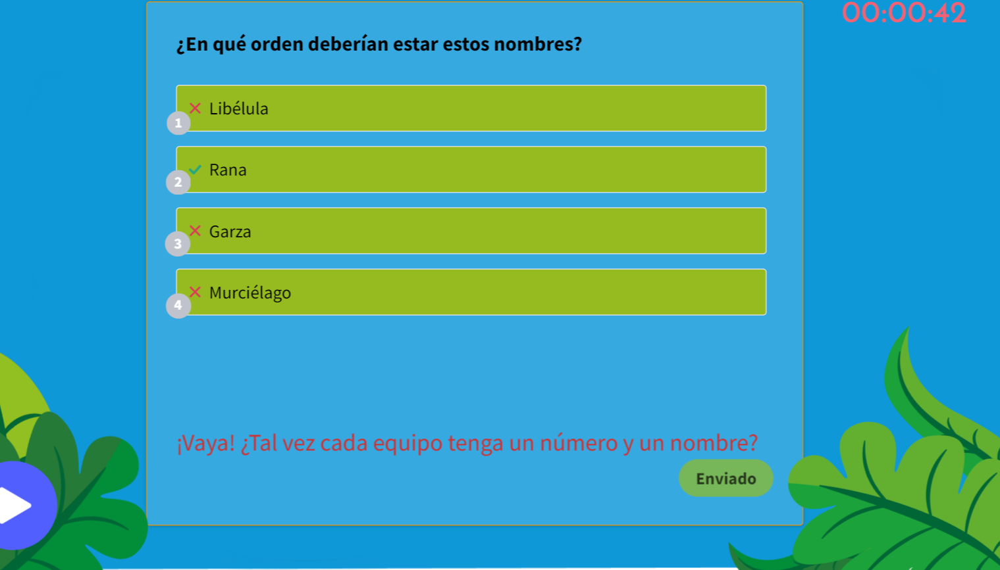 00:00:42
¿En qué orden deberían estar estos nombres?
Libélula
1
Rana
2
Garza
3
Murciélago
4
¡Vaya! ¿Tal vez cada equipo tenga un número y un nombre?
Enviado